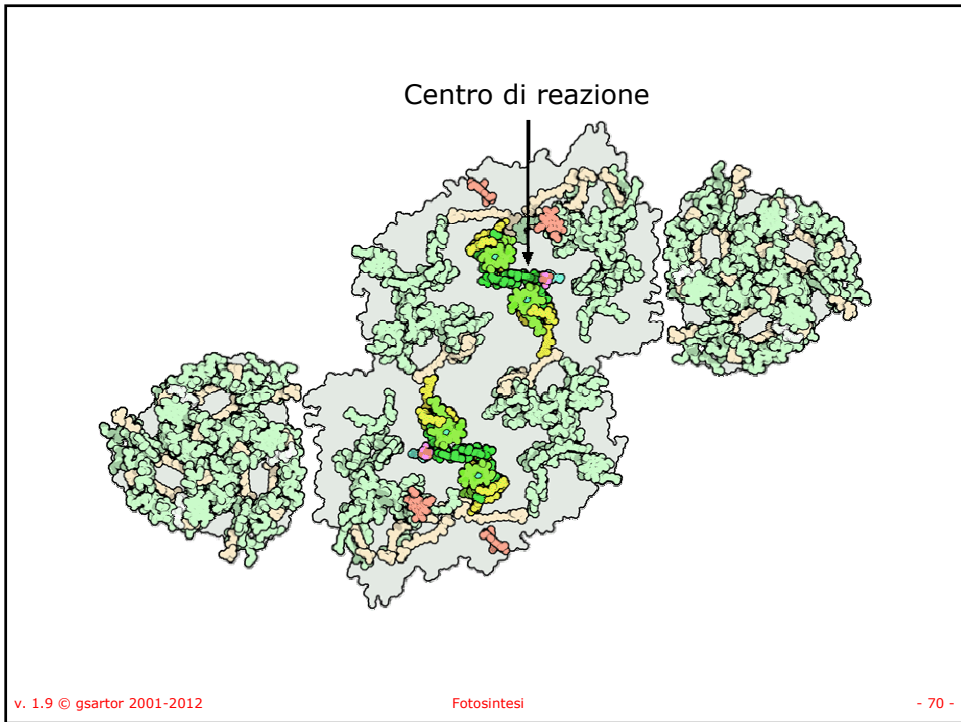 Centro di reazione
v. 1.9 © gsartor 2001-2012 Fotosintesi - 70 -